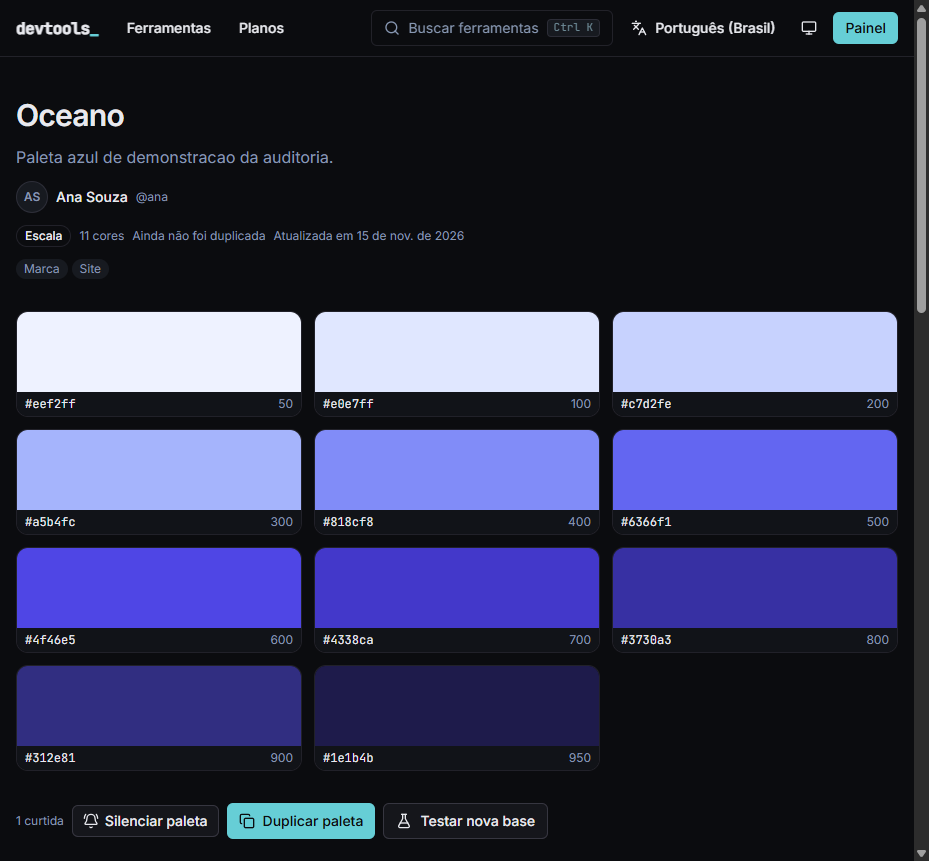 devtools_ Ferramentas Planos Buscar ferramentas Ctrl K Português (Brasil) Painel
Oceano
Paleta azul de demonstracao da auditoria.
AS Ana Souza @ana
Escala 11 cores Ainda não foi duplicada Atualizada em 15 de nov. de 2026
Marca Site
#eef2ff 50 #e0e7ff 100 #c7d2fe 200
#a5b4fc 300 #818cf8 400 #6366f1 500
#4f46e5 600 #4338ca 700 #3730a3 800
#312e81 900 #1e1b4b 950
1 curtida Silenciar paleta Duplicar paleta Testar nova base